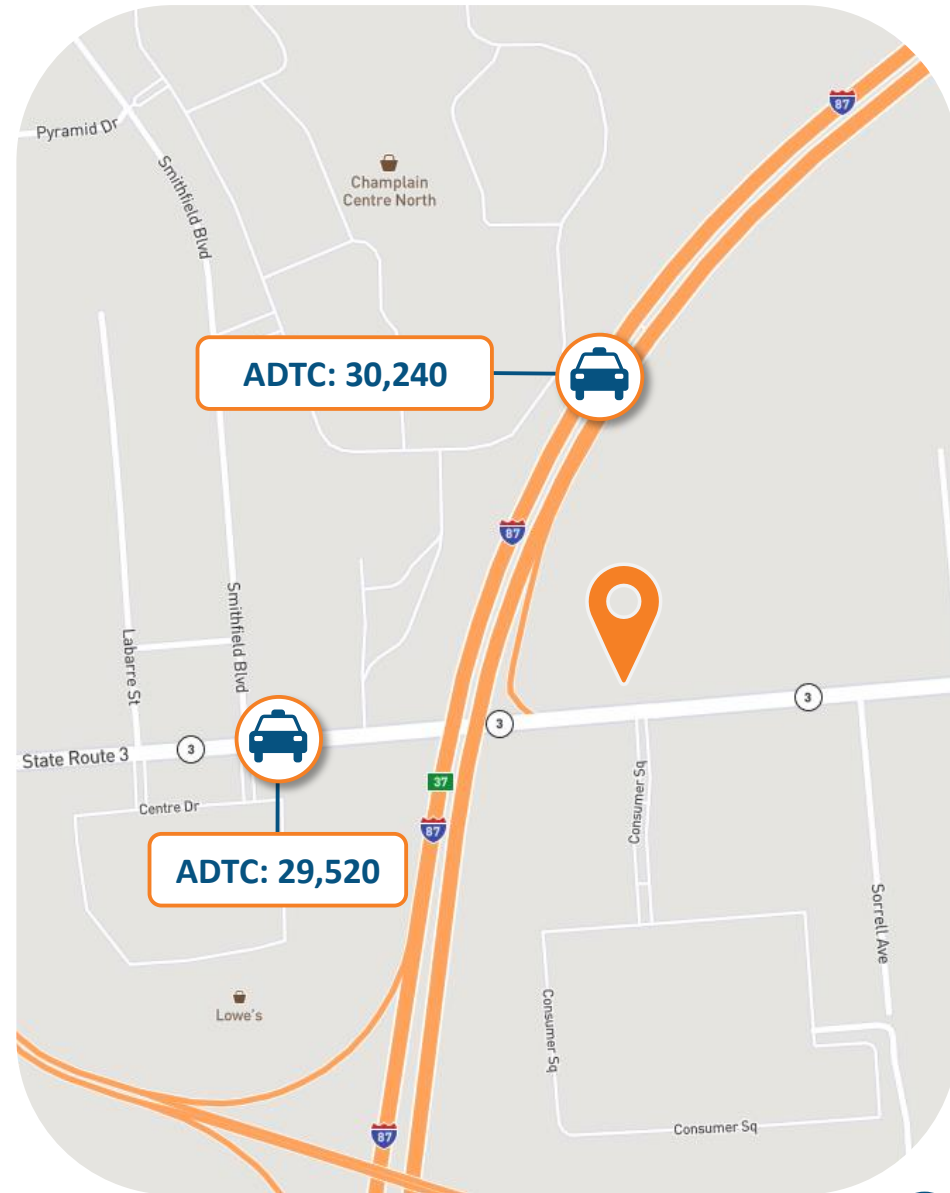 87
Pyramid Dr
Smithfield Blvd
Champlain
Centre North
ADTC: 30,240
87
Smithfield Blvd
Labarre St
3
3
3
State Route 3
37
Consumer Sq
Centre Dr
87
ADTC: 29,520
Sorrell Ave
Lowe's
Consumer Sq
Consumer Sq
87